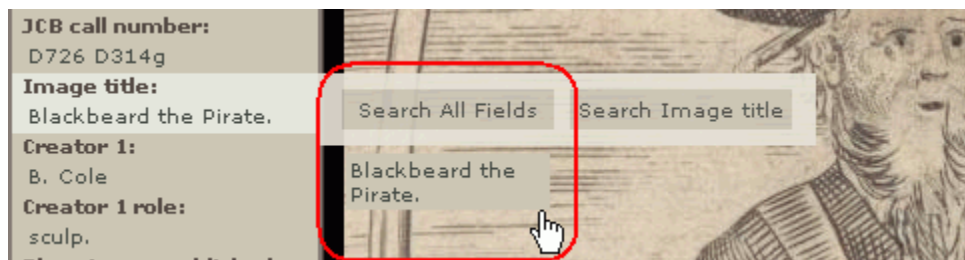 JCB call number:
D726 D314g
Image title:
Blackbeard the Pirate.
Search All Fields
Search Image title
Blackbeard the
Pirate.
Creator 1:
B. Cole
Creator 1 role:
sculp.